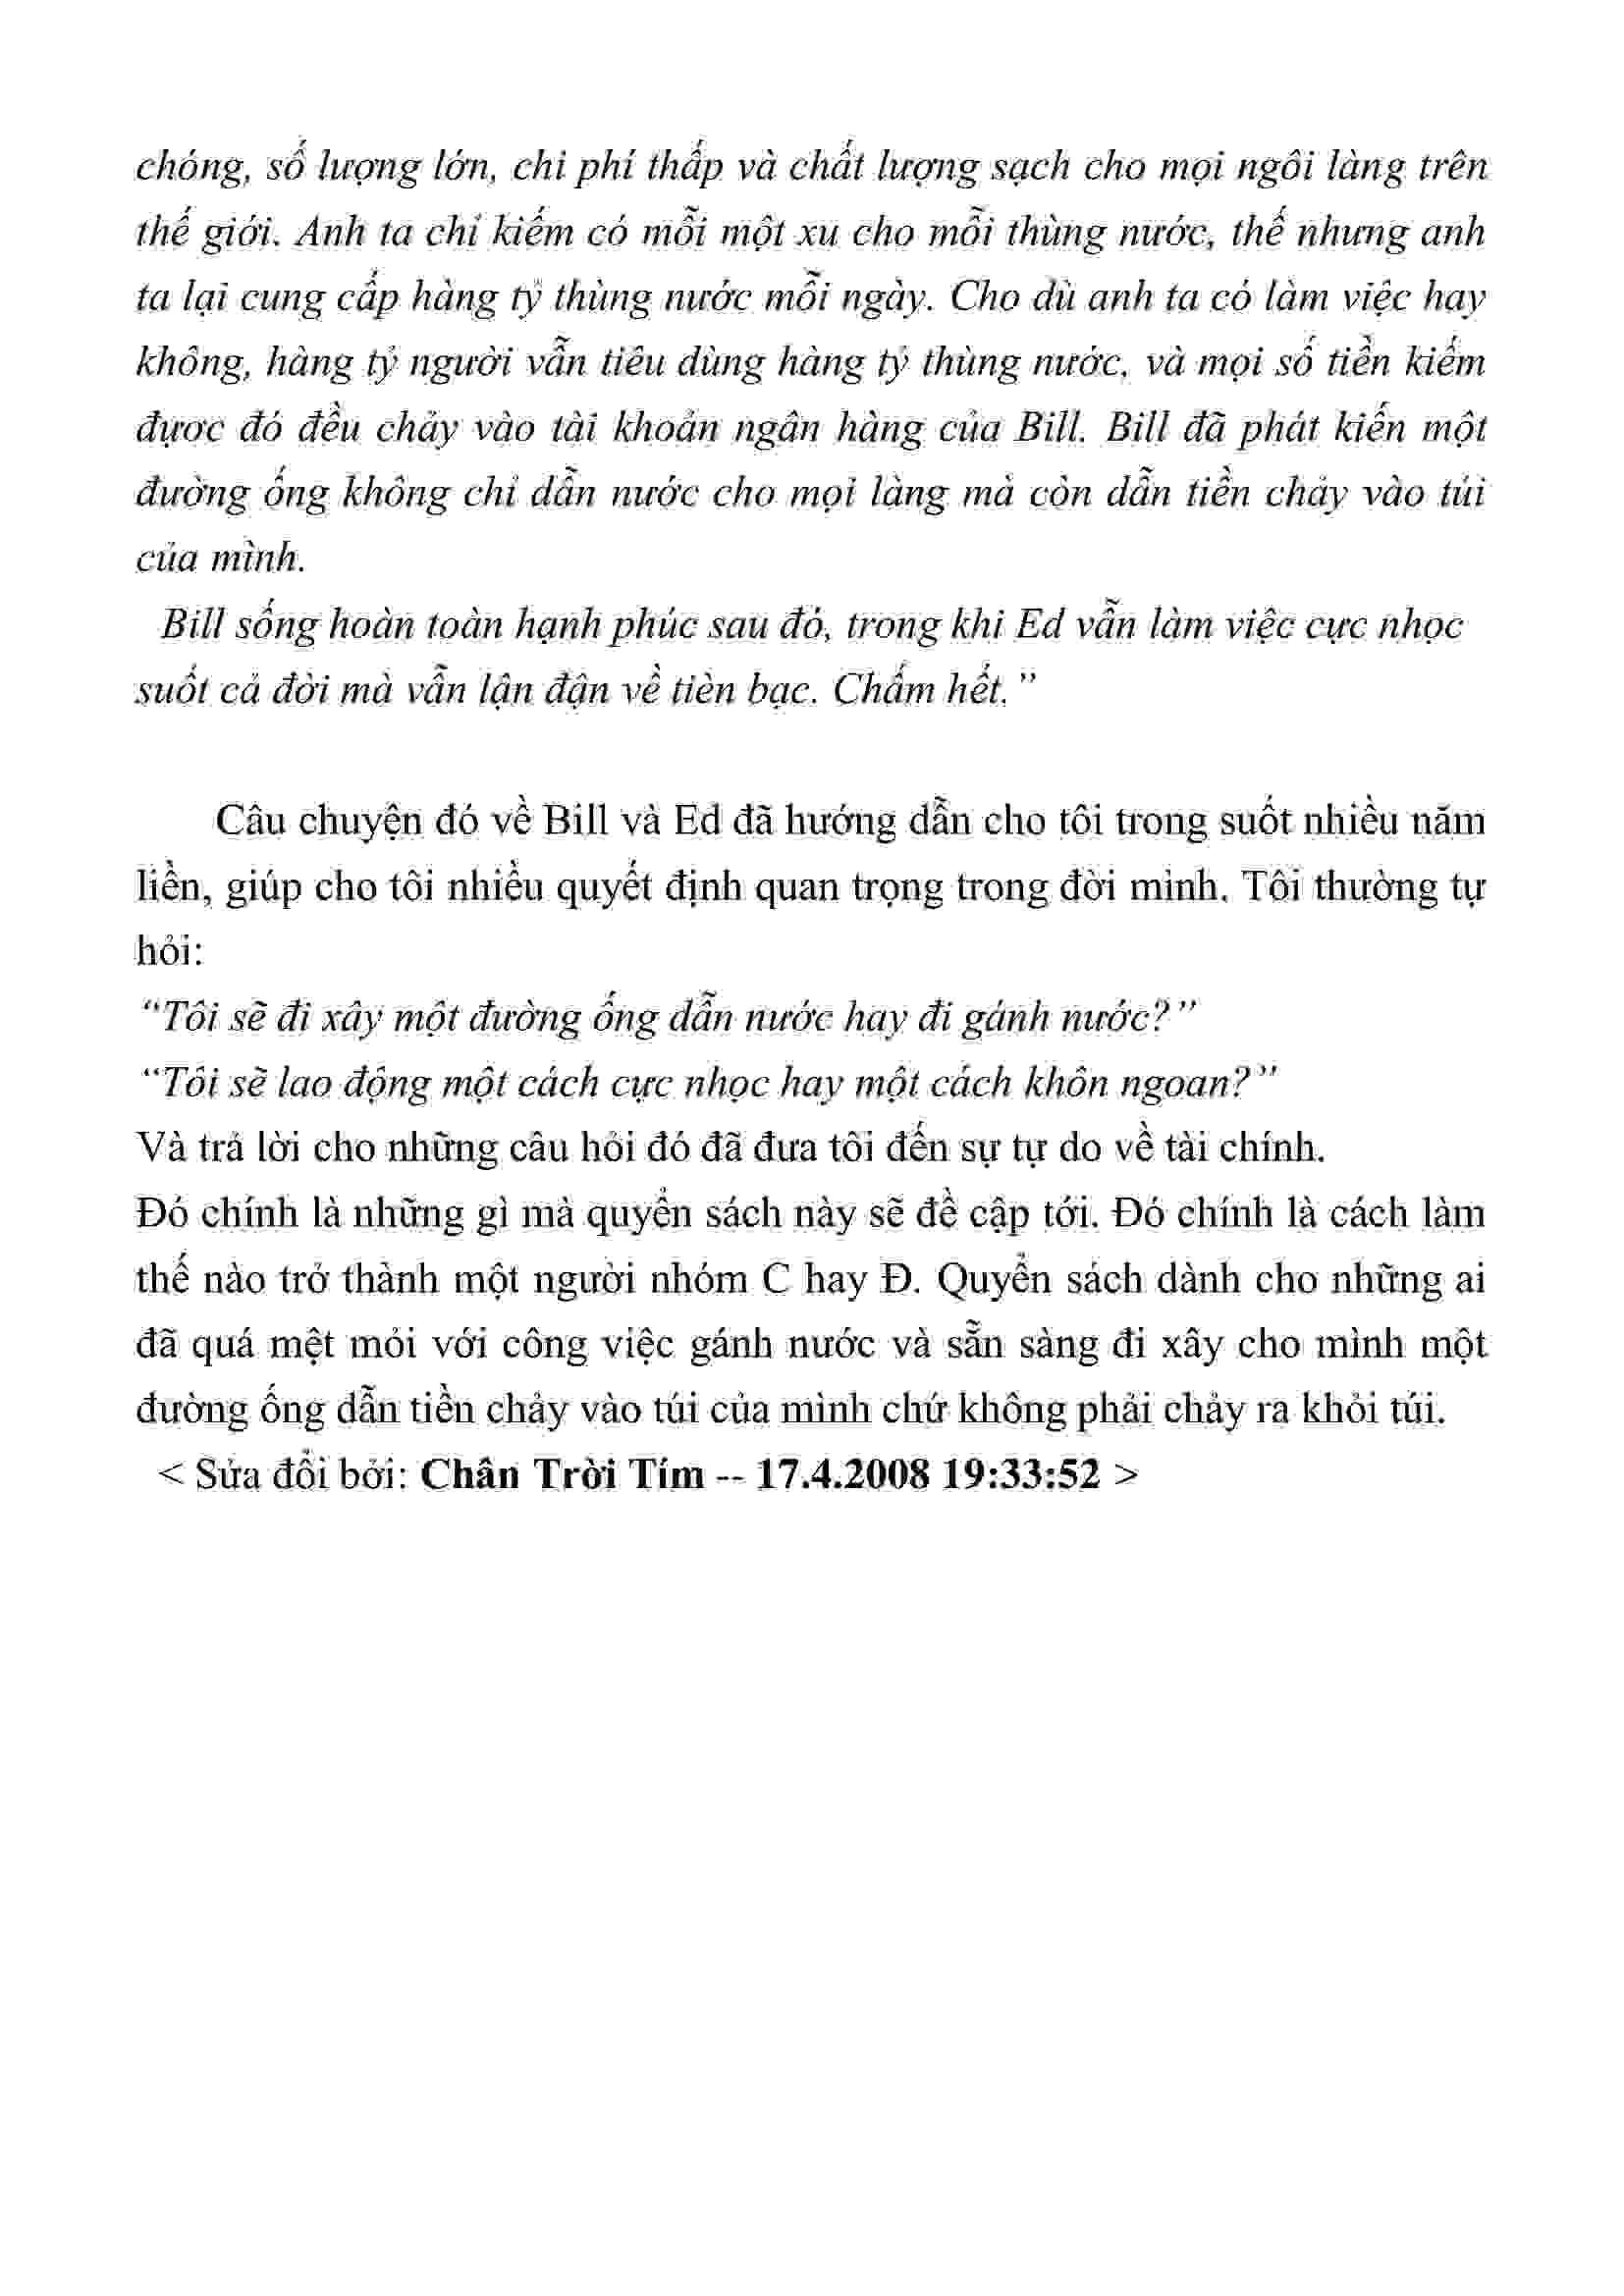 chóng, số lượng lớn, chi phí thấp và chất lượng sạch cho mọi ngôi làng trên
thế giới. Anh ta chỉ kiếm có mỗi một xu cho mỗi thùng nước, thế nhưng anh
ta lại cung cấp hàng tỷ thùng nước mỗi ngày. Cho dù anh ta có làm việc hay
không, hàng tỷ người vẫn tiêu dùng hàng tỷ thùng nước, và mọi số tiền kiếm
đựơc đó đều chảy vào tài khoản ngân hàng của Bill. Bill đã phát kiến một
đường ống không chỉ dẫn nước cho mọi làng mà còn dẫn tiền chảy vào túi
của mình.
Bill sống hoàn toàn hạnh phúc sau đó, trong khi Ed vẫn làm việc cực nhọc
suốt cả đời mà vẫn lận đận về tiền bạc. Chấm hết.”
Câu chuyện đó về Bill và Ed đã hướng dẫn cho tôi trong suốt nhiều năm
liền, giúp cho tôi nhiều quyết định quan trọng trong đời mình. Tôi thường tự
hỏi:
“Tôi sẽ đi xây một đường ống dẫn nước hay đi gánh nước?”
“Tôi sẽ lao động một cách cực nhọc hay một cách khôn ngoan?”
Và trả lời cho những câu hỏi đó đã đưa tôi đến sự tự do về tài chính.
Đó chính là những gì mà quyển sách này sẽ đề cập tới. Đó chính là cách làm
thế nào trở thành một người nhóm C hay Đ. Quyển sách dành cho những ai
đã quá mệt mỏi với công việc gánh nước và sẵn sàng đi xây cho mình một
đường ống dẫn tiền chảy vào túi của mình chứ không phải chảy ra khỏi túi.
< Sửa đổi bởi: Chân Trời Tím -- 17.4.2008 19:33:52 >